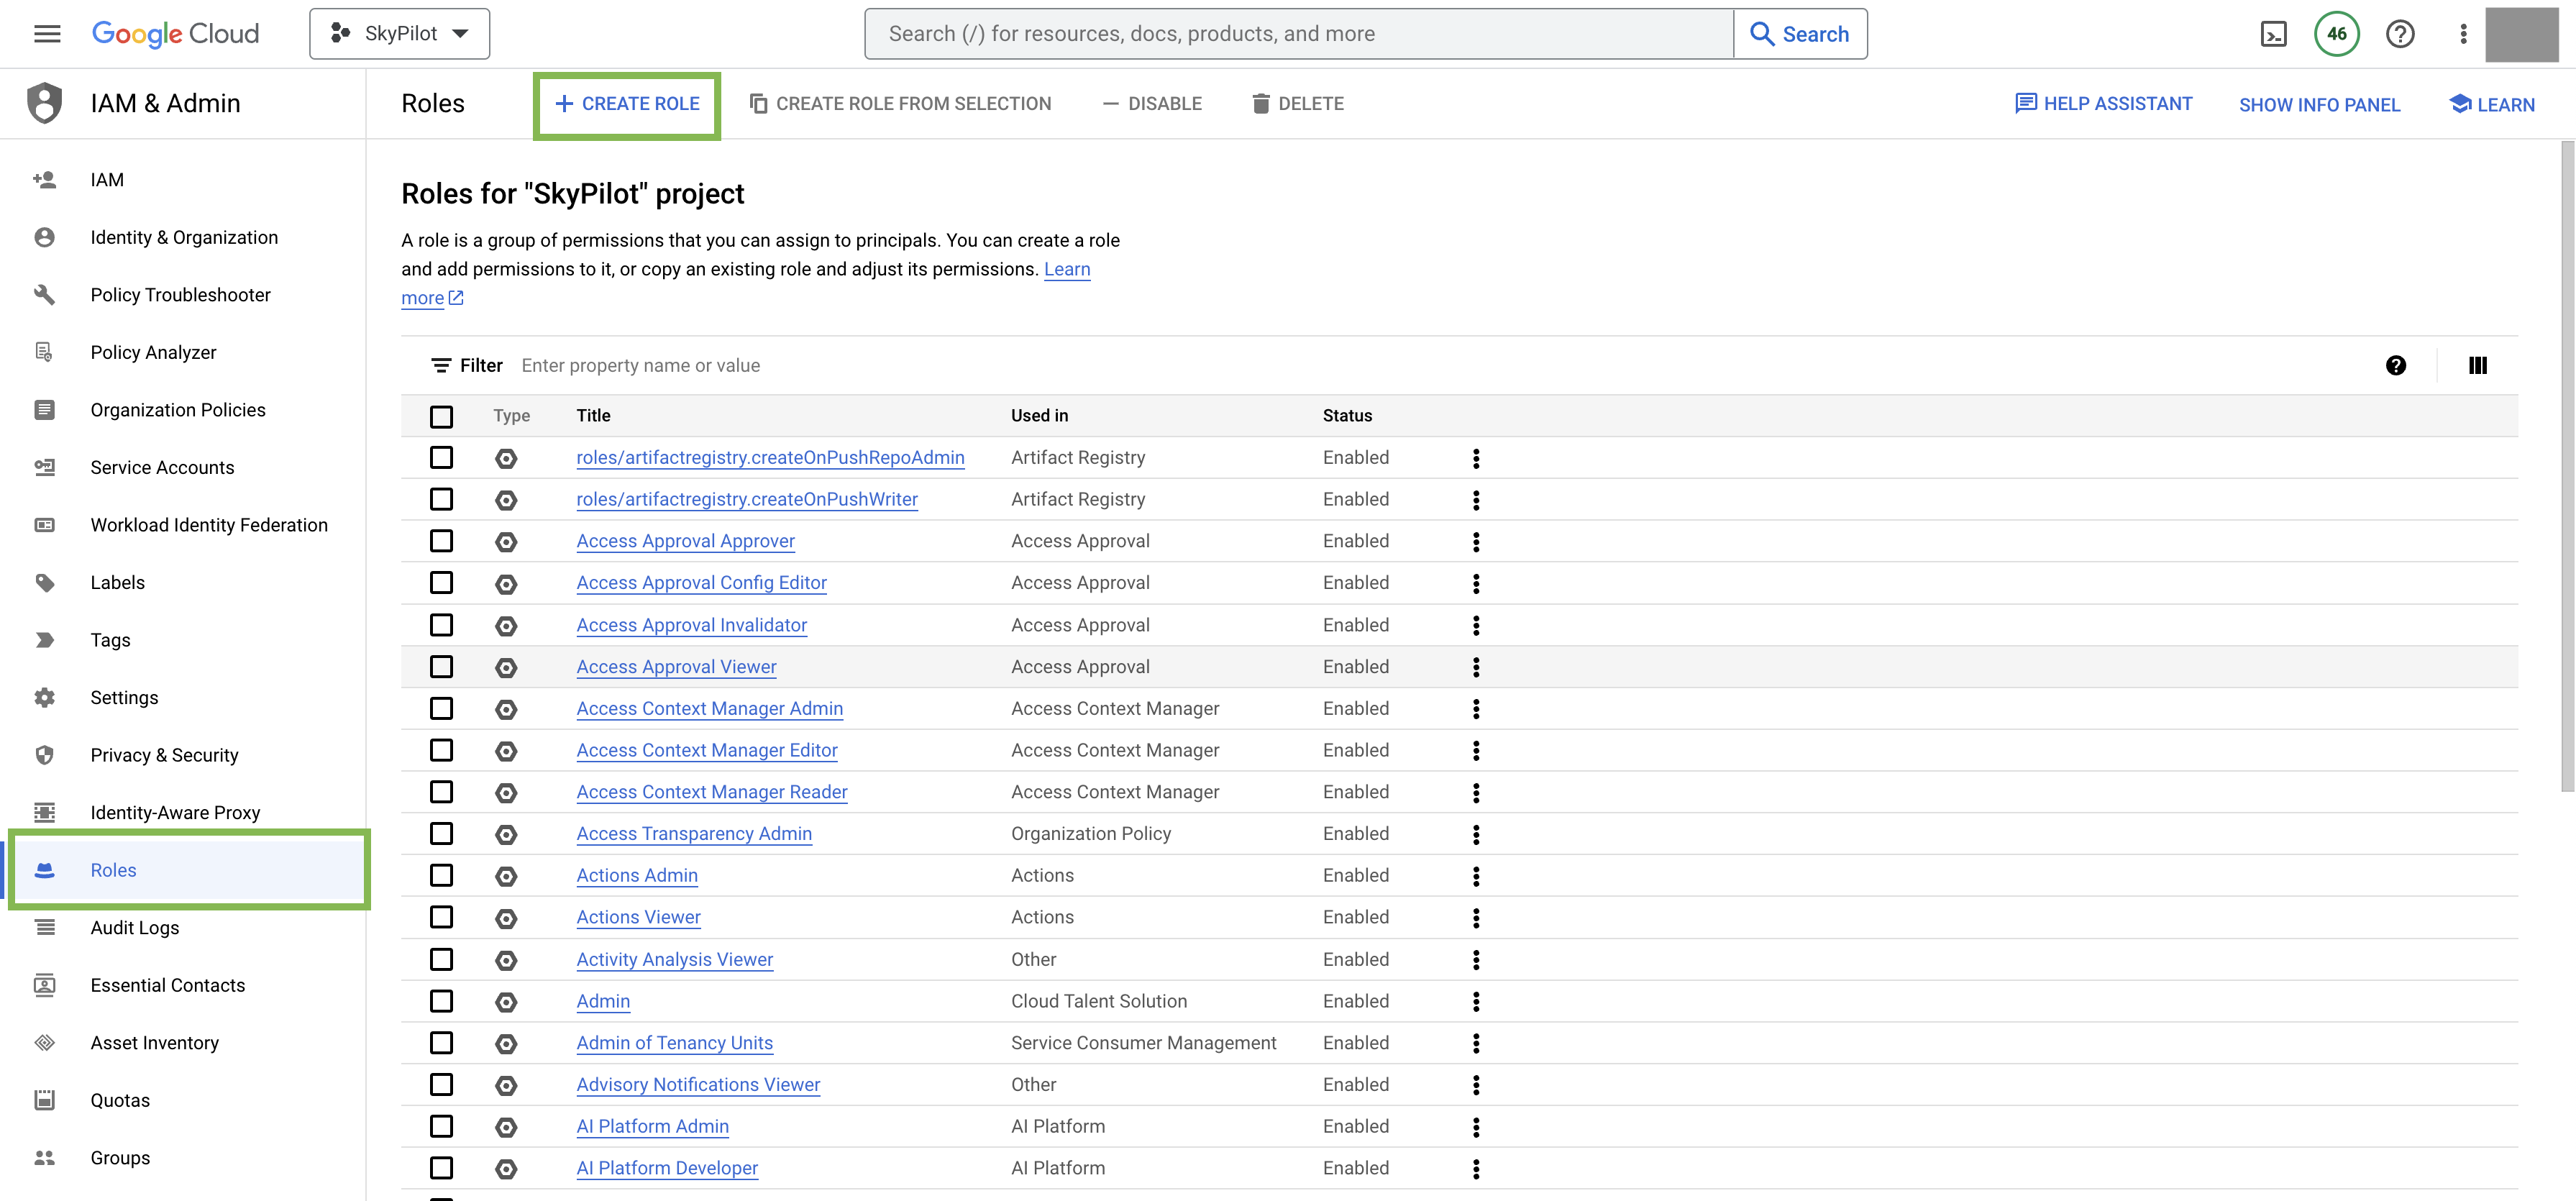 Google Cloud
SkyPilot
Search (/) for resources, docs, products, and more
Search
46
IAM & Admin
Roles
CREATE ROLE
CREATE ROLE FROM SELECTION
DISABLE
DELETE
HELP ASSISTANT
SHOW INFO PANEL
LEARN
IAM
Identity & Organization
Policy Troubleshooter
Policy Analyzer
Organization Policies
Service Accounts
Workload Identity Federation
Labels
Tags
Settings
Privacy & Security
Identity-Aware Proxy
Roles
Audit Logs
Essential Contacts
Asset Inventory
Quotas
Groups
Roles for "SkyPilot" project
A role is a group of permissions that you can assign to principals. You can create a role
and add permissions to it, or copy an existing role and adjust its permissions. Learn
more
Filter Enter property name or value
Type Title Used in Status
roles/artifactregistry.createOnPushRepoAdmin Artifact Registry Enabled
roles/artifactregistry.createOnPushWriter Artifact Registry Enabled
Access Approval Approver Access Approval Enabled
Access Approval Config Editor Access Approval Enabled
Access Approval Invalidator Access Approval Enabled
Access Approval Viewer Access Approval Enabled
Access Context Manager Admin Access Context Manager Enabled
Access Context Manager Editor Access Context Manager Enabled
Access Context Manager Reader Access Context Manager Enabled
Access Transparency Admin Organization Policy Enabled
Actions Admin Actions Enabled
Actions Viewer Actions Enabled
Activity Analysis Viewer Other Enabled
Admin Cloud Talent Solution Enabled
Admin of Tenancy Units Service Consumer Management Enabled
Advisory Notifications Viewer Other Enabled
AI Platform Admin AI Platform Enabled
AI Platform Developer AI Platform Enabled